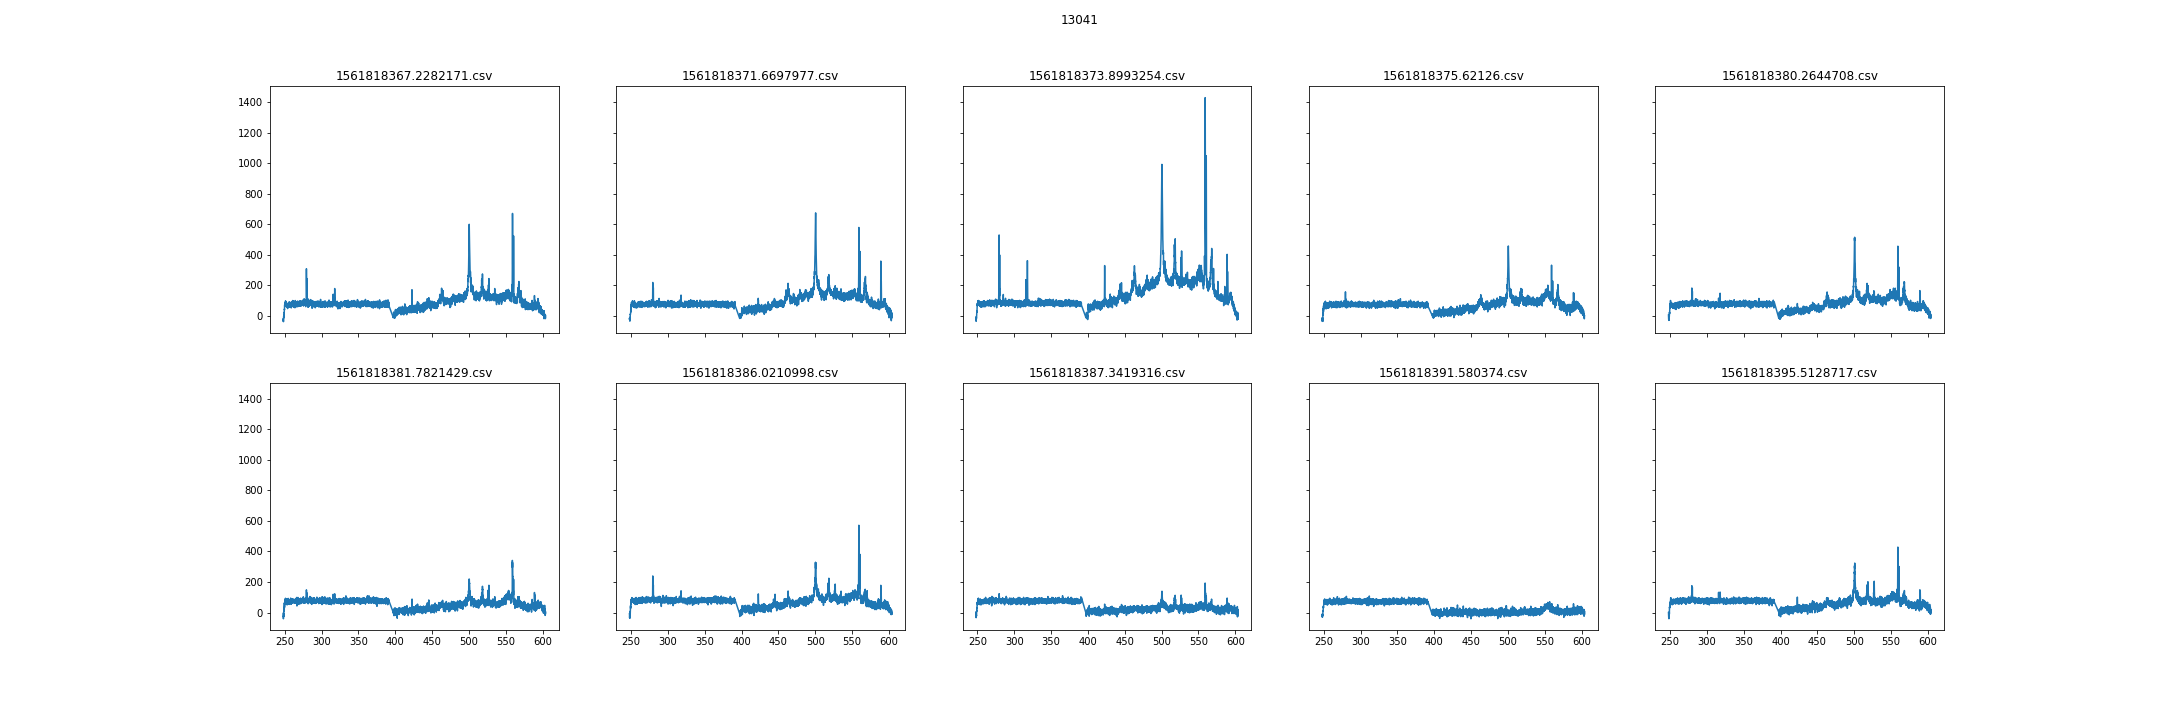 13041
1561818367.2282171.csv
1561818371.6697977.csv
1561818373.8993254.csv
1561818375.62126.csv
1561818380.2644708.csv
1400
1200
1000
800
600
400
200
0
1561818381.7821429.csv
1561818386.0210998.csv
1561818387.3419316.csv
1561818391.580374.csv
1561818395.5128717.csv
1400
1200
1000
800
600
400
200
0
250 300 350 400 450 500 550 600
250 300 350 400 450 500 550 600
250 300 350 400 450 500 550 600
250 300 350 400 450 500 550 600
250 300 350 400 450 500 550 600